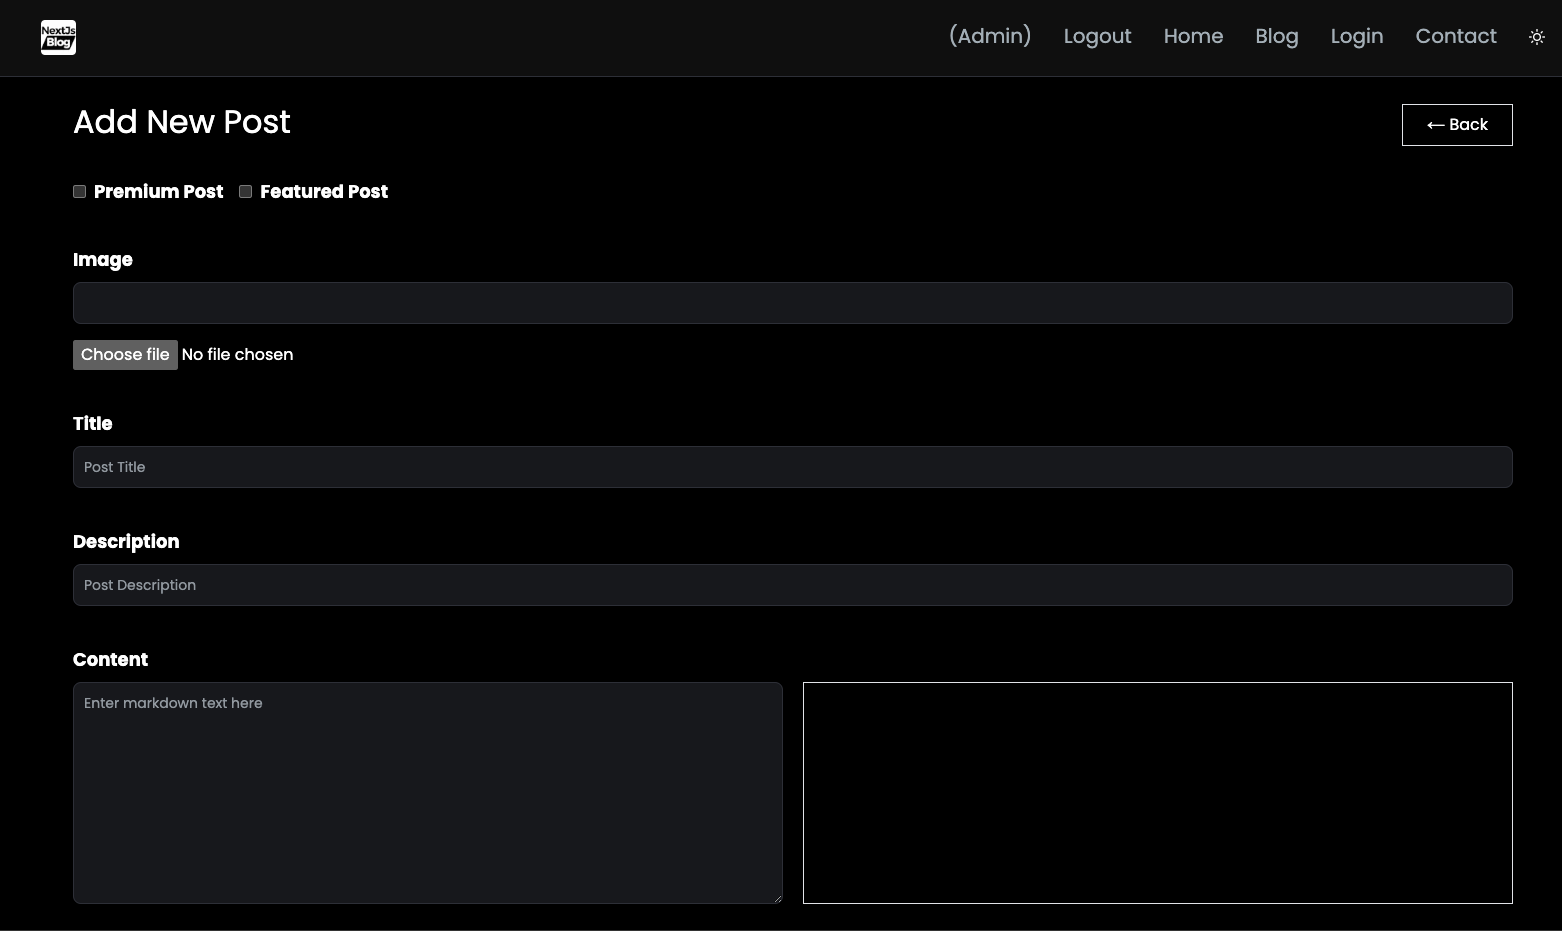 NextJs
Blog
(Admin) Logout Home Blog Login Contact
Add New Post
← Back
Premium Post Featured Post
Image
Choose file No file chosen
Title
Post Title
Description
Post Description
Content
Enter markdown text here